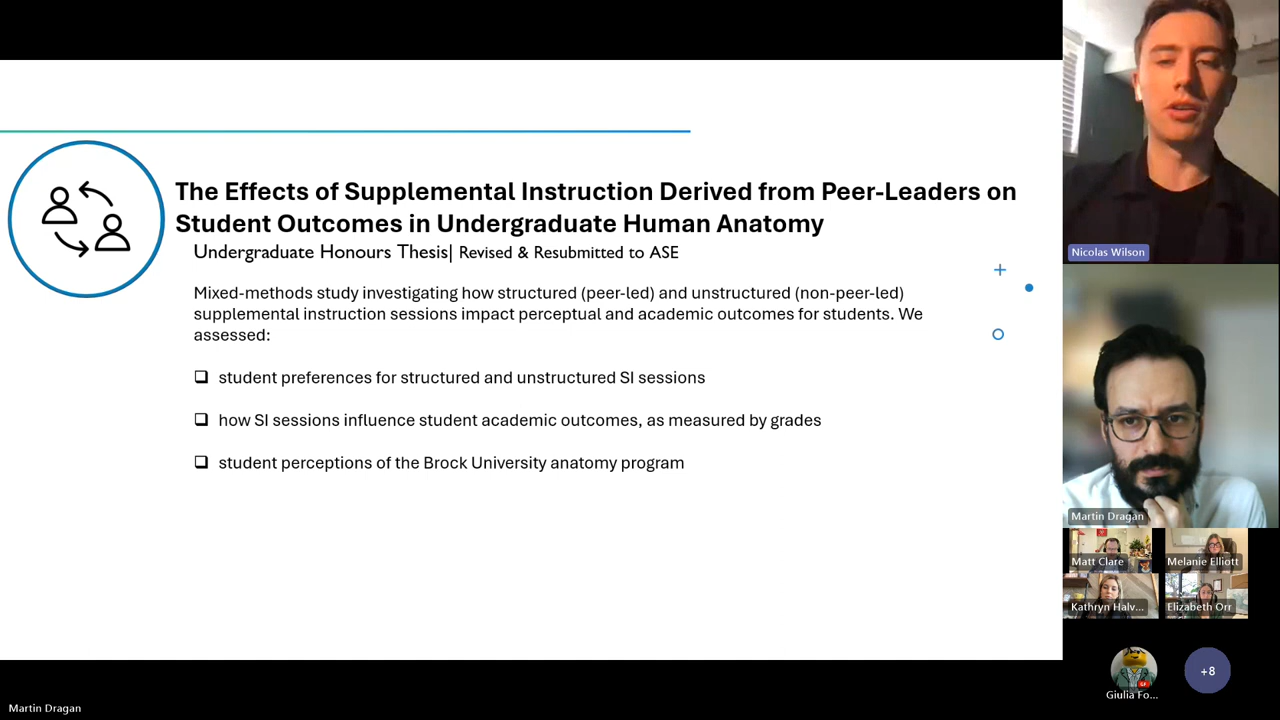 The Effects of Supplemental Instruction Derived from Peer-Leaders on
Student Outcomes in Undergraduate Human Anatomy
Undergraduate Honours Thesis| Revised & Resubmitted to ASE
Mixed-methods study investigating how structured (peer-led) and unstructured (non-peer-led)
supplemental instruction sessions impact perceptual and academic outcomes for students. We
assessed:
student preferences for structured and unstructured SI sessions
how SI sessions influence student academic outcomes, as measured by grades
student perceptions of the Brock University anatomy program
Nicolas Wilson
Martin Dragan
Matt Clare
Melanie Elliott
Kathryn Halv...
Elizabeth Orr
Giulia Fo...
+8
Martin Dragan